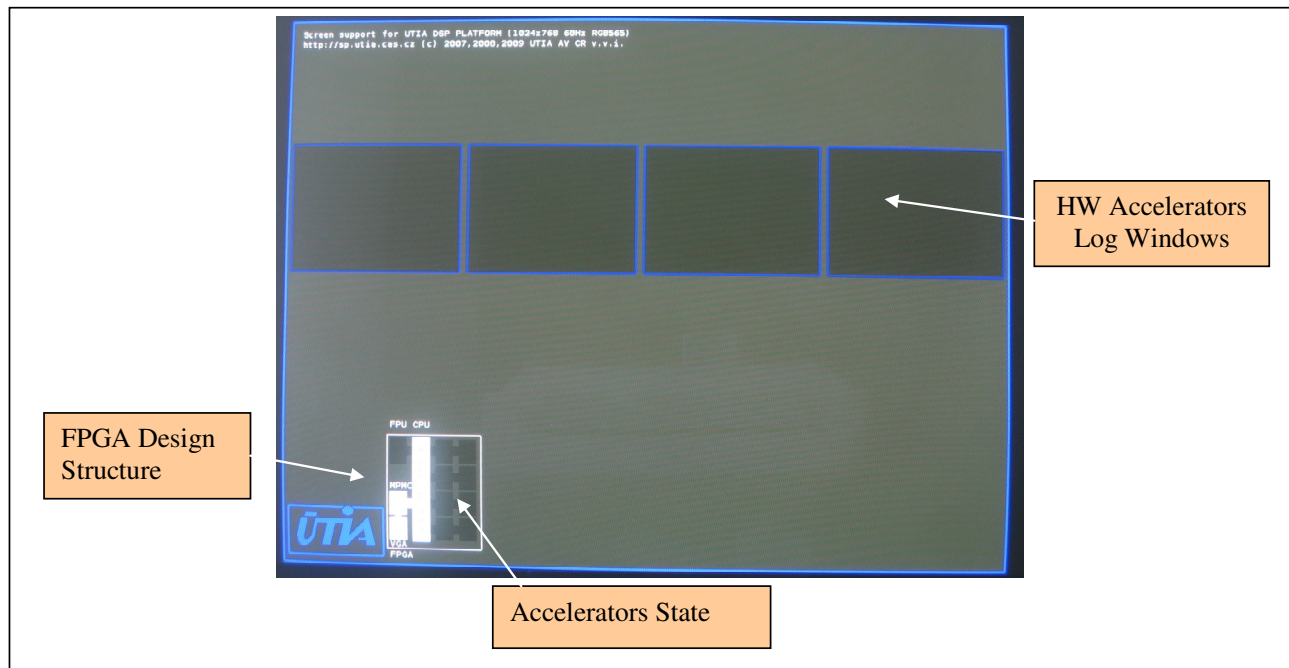 Screen support for UTIA DSP PLATFORM (1024x768 60Hz RGB565)
http://sp.utia.cas.cz (c) 2007,2008,2009 UTIA AV CR v.v.i.
HW Accelerators
Log Windows
FPGA Design
Structure
FPU CPU
MPMC
ÚTIA
VGA
FPGA
Accelerators State